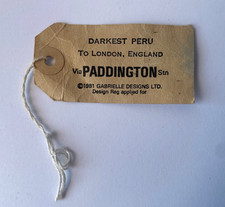 DARKEST PERU
TO LONDON, ENGLAND
Via PADDINGTON Stn
©1981 GABRIELLE DESIGNS LTD.
Design Reg applied for